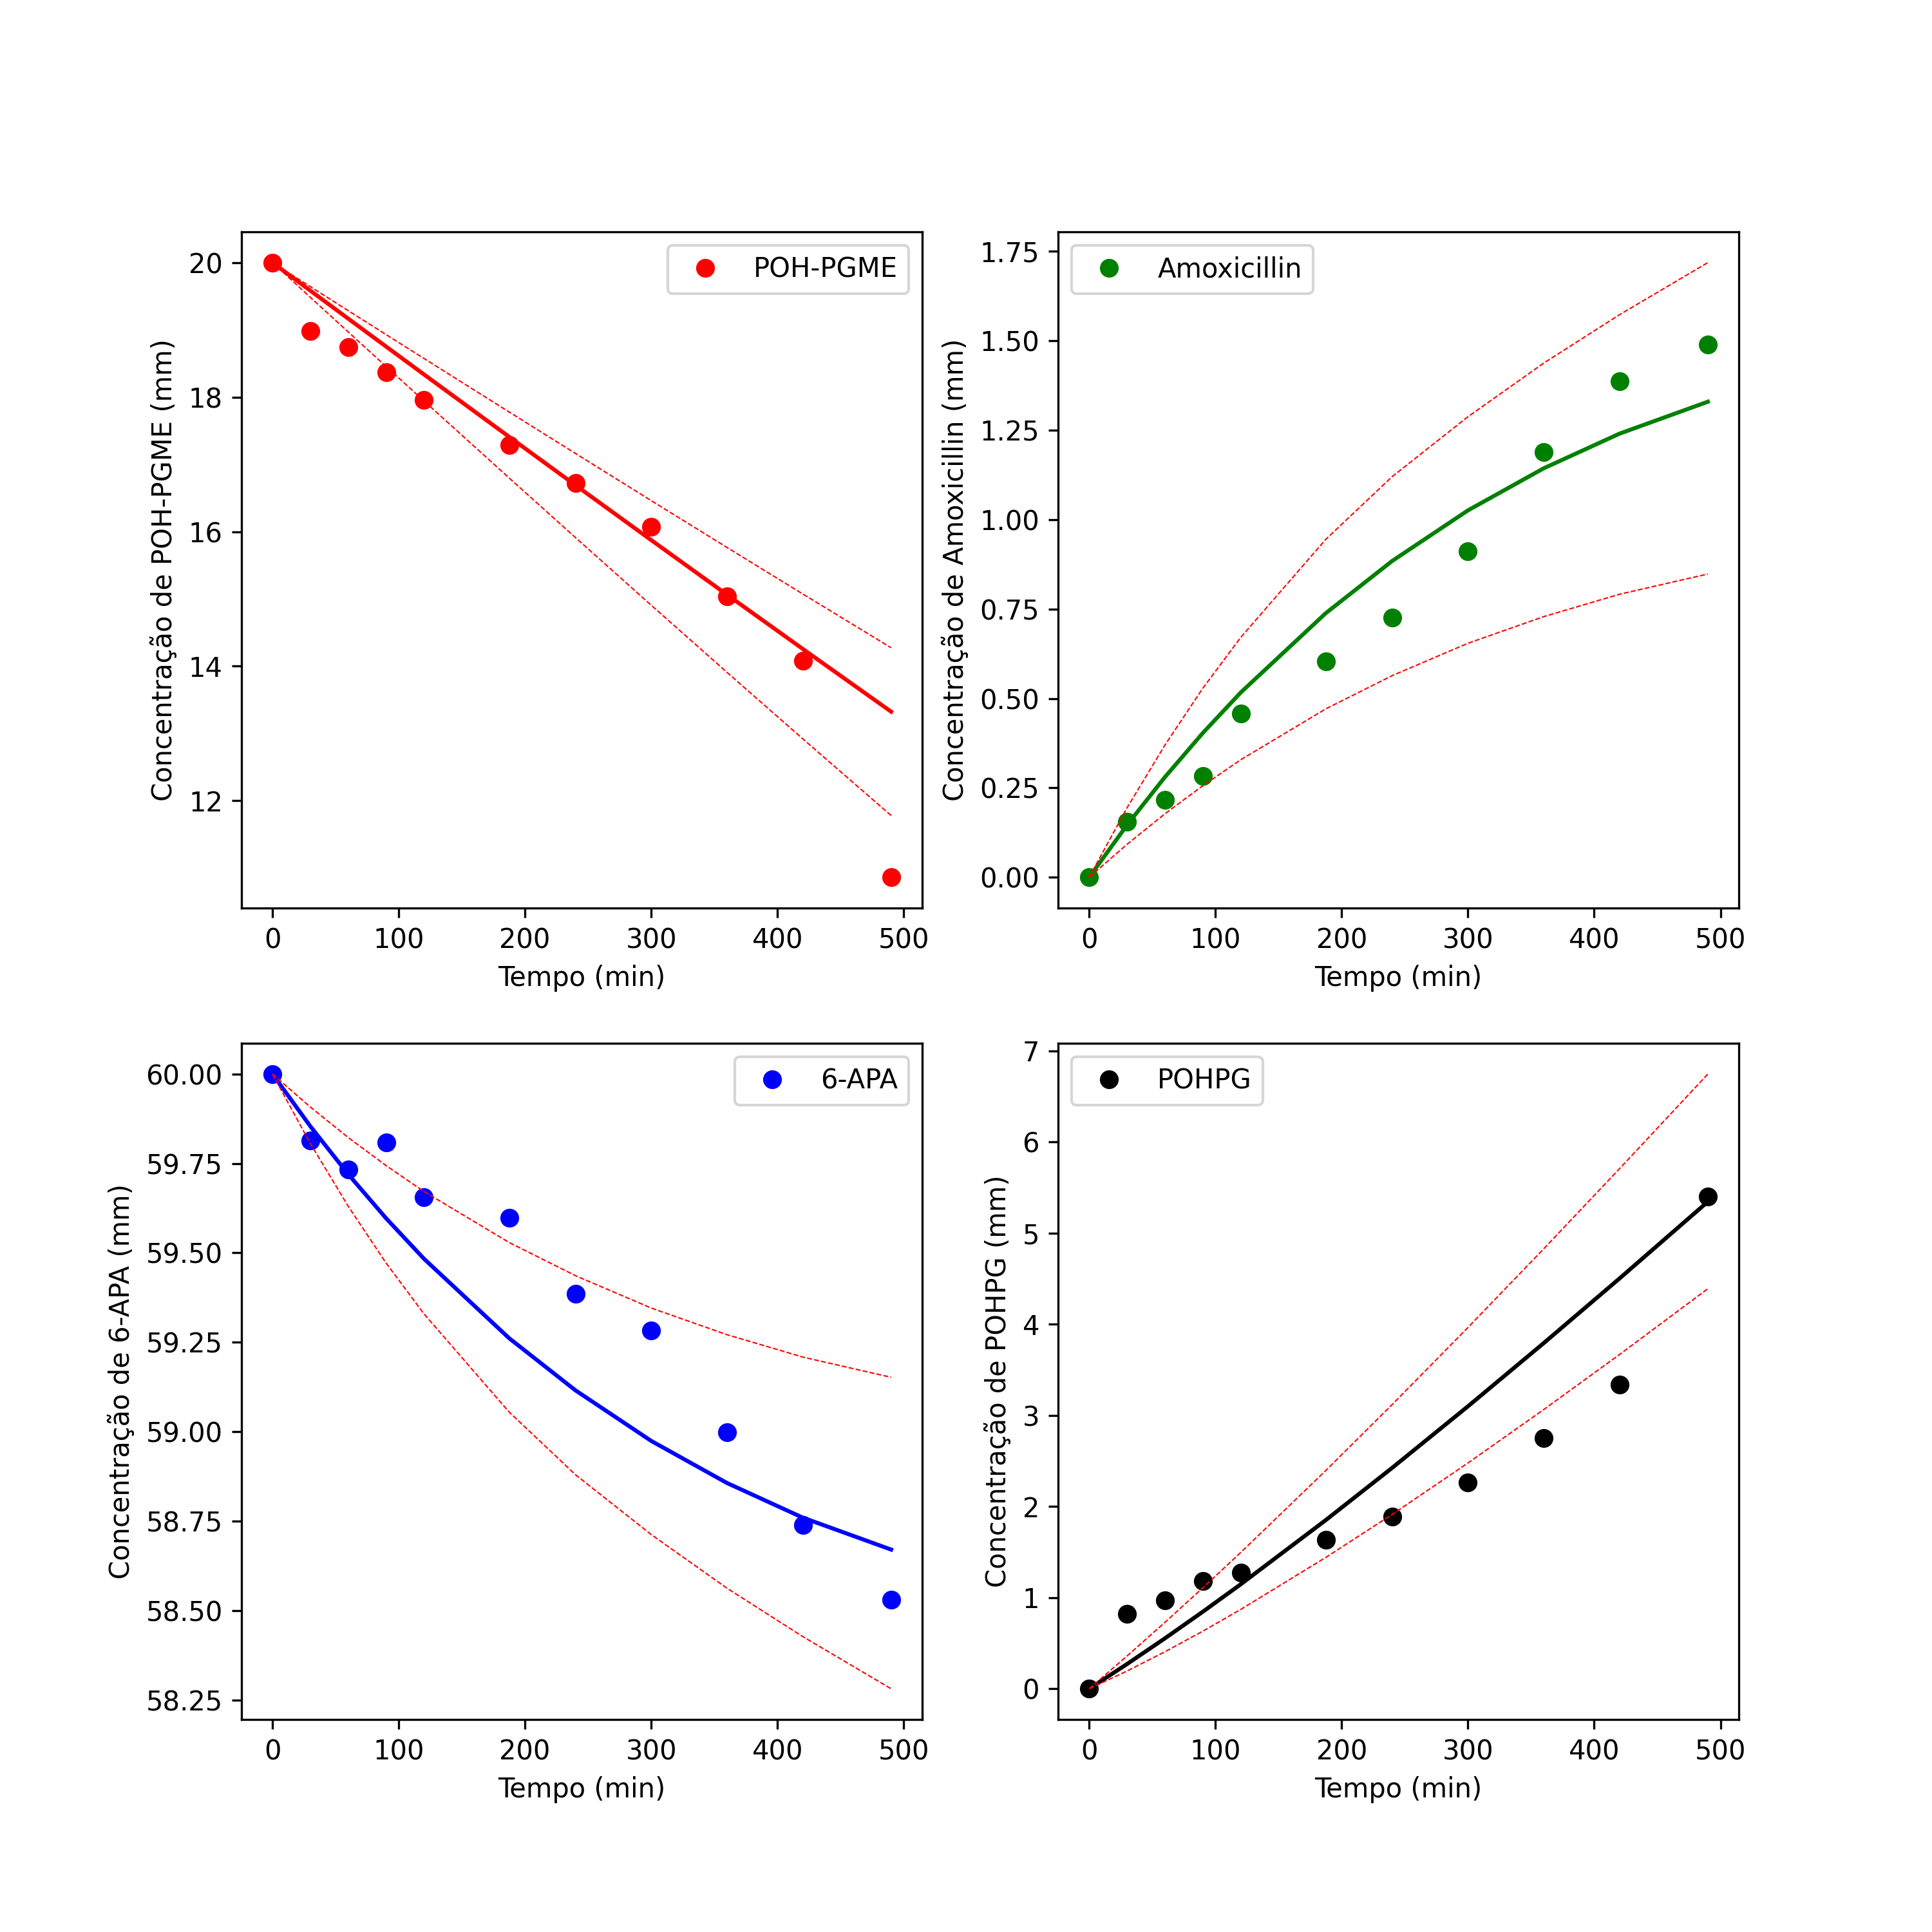 POH-PGME
Concentração de POH-PGME (mm)
20
18
16
14
12
0 100 200 300 400 500
Tempo (min)
Amoxicillin
Concentração de Amoxicillin (mm)
1.75
1.50
1.25
1.00
0.75
0.50
0.25
0.00
0 100 200 300 400 500
Tempo (min)
6-APA
Concentração de 6-APA (mm)
60.00
59.75
59.50
59.25
59.00
58.75
58.50
58.25
0 100 200 300 400 500
Tempo (min)
POHPG
Concentração de POHPG (mm)
7
6
5
4
3
2
1
0
0 100 200 300 400 500
Tempo (min)